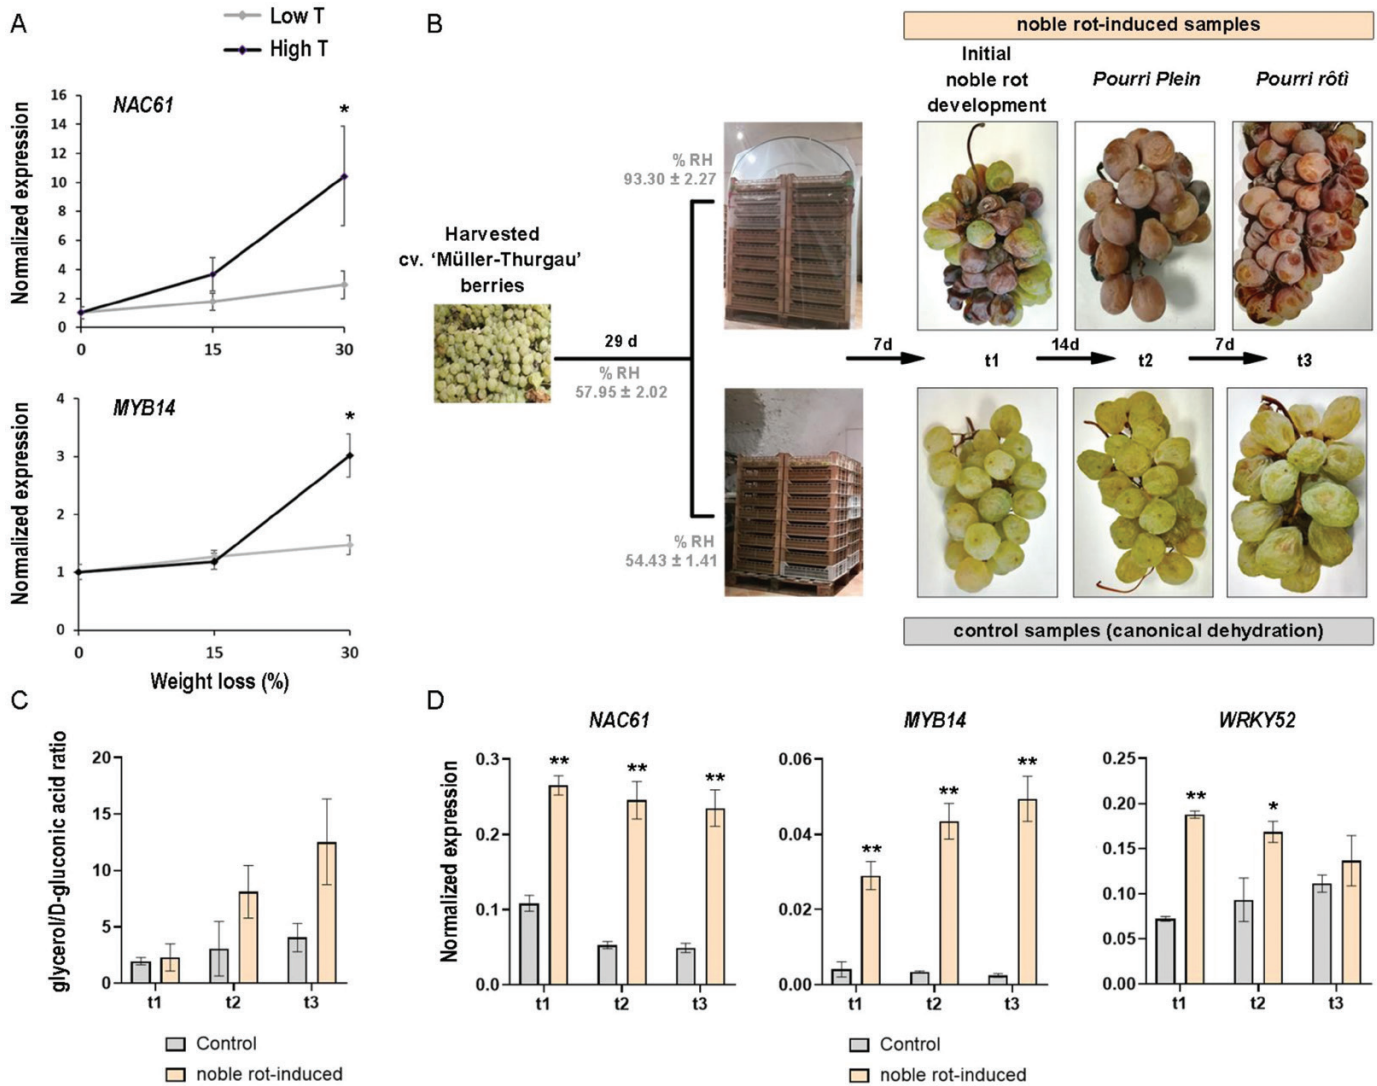 A
Low T
High T
Normalized expression
NAC61
*
16
14
12
10
8
6
4
2
0
0 15 30
Normalized expression
MYB14
*
4
3
2
1
0
0 15 30
Weight loss (%)
B
noble rot-induced samples
Initial
noble rot
development
Pourri Plein
Pourri rôtì
% RH
93.30 ± 2.27
Harvested
cv. ‘Müller-Thurgau’
berries
29 d
% RH
57.95 ± 2.02
7d
t1
14d
t2
7d
t3
% RH
54.43 ± 1.41
control samples (canonical dehydration)
C
glycerol/D-gluconic acid ratio
20
15
10
5
0
t1 t2 t3
Control
noble rot-induced
D
Normalized expression
NAC61
0.3
0.2
0.1
0.0
** ** **
t1 t2 t3
MYB14
0.06
0.04
0.02
0.00
** ** **
t1 t2 t3
WRKY52
0.25
0.20
0.15
0.10
0.05
0.00
** *
t1 t2 t3
Control
noble rot-induced